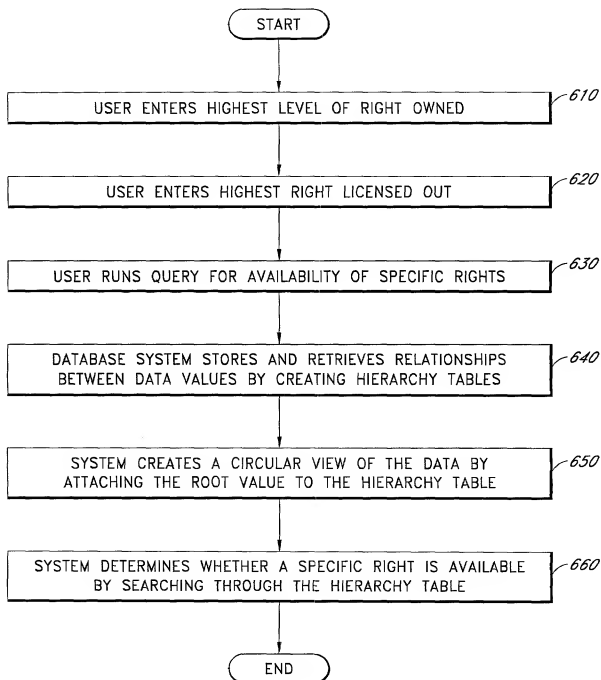 START
USER ENTERS HIGHEST LEVEL OF RIGHT OWNED
610
USER ENTERS HIGHEST RIGHT LICENSED OUT
620
USER RUNS QUERY FOR AVAILABILITY OF SPECIFIC RIGHTS
630
DATABASE SYSTEM STORES AND RETRIEVES RELATIONSHIPS
BETWEEN DATA VALUES BY CREATING HIERARCHY TABLES
640
SYSTEM CREATES A CIRCULAR VIEW OF THE DATA BY
ATTACHING THE ROOT VALUE TO THE HIERARCHY TABLE
650
SYSTEM DETERMINES WHETHER A SPECIFIC RIGHT IS AVAILABLE
BY SEARCHING THROUGH THE HIERARCHY TABLE
660
END